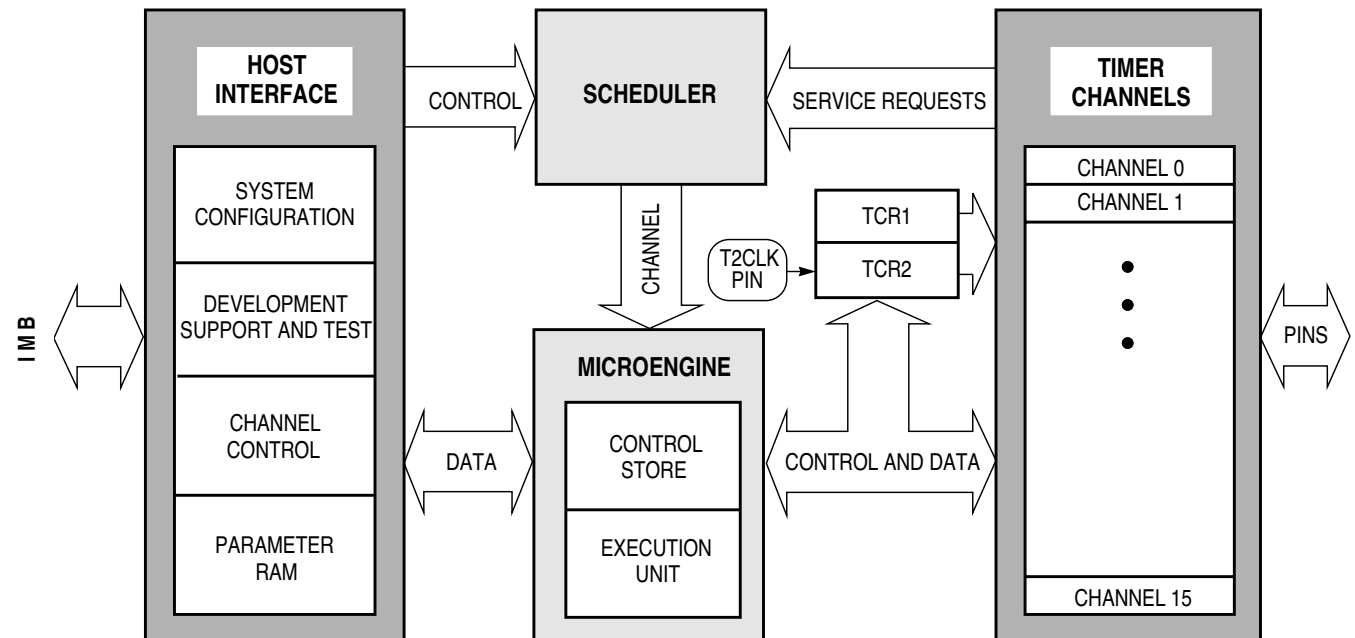 HOST
INTERFACE
SYSTEM
CONFIGURATION
DEVELOPMENT
SUPPORT AND TEST
CHANNEL
CONTROL
PARAMETER
RAM
IMB
CONTROL
SCHEDULER
SERVICE REQUESTS
CHANNEL
T2CLK
PIN
TCR1
TCR2
MICROENGINE
CONTROL
STORE
EXECUTION
UNIT
DATA
CONTROL AND DATA
TIMER
CHANNELS
CHANNEL 0
CHANNEL 1
CHANNEL 15
PINS